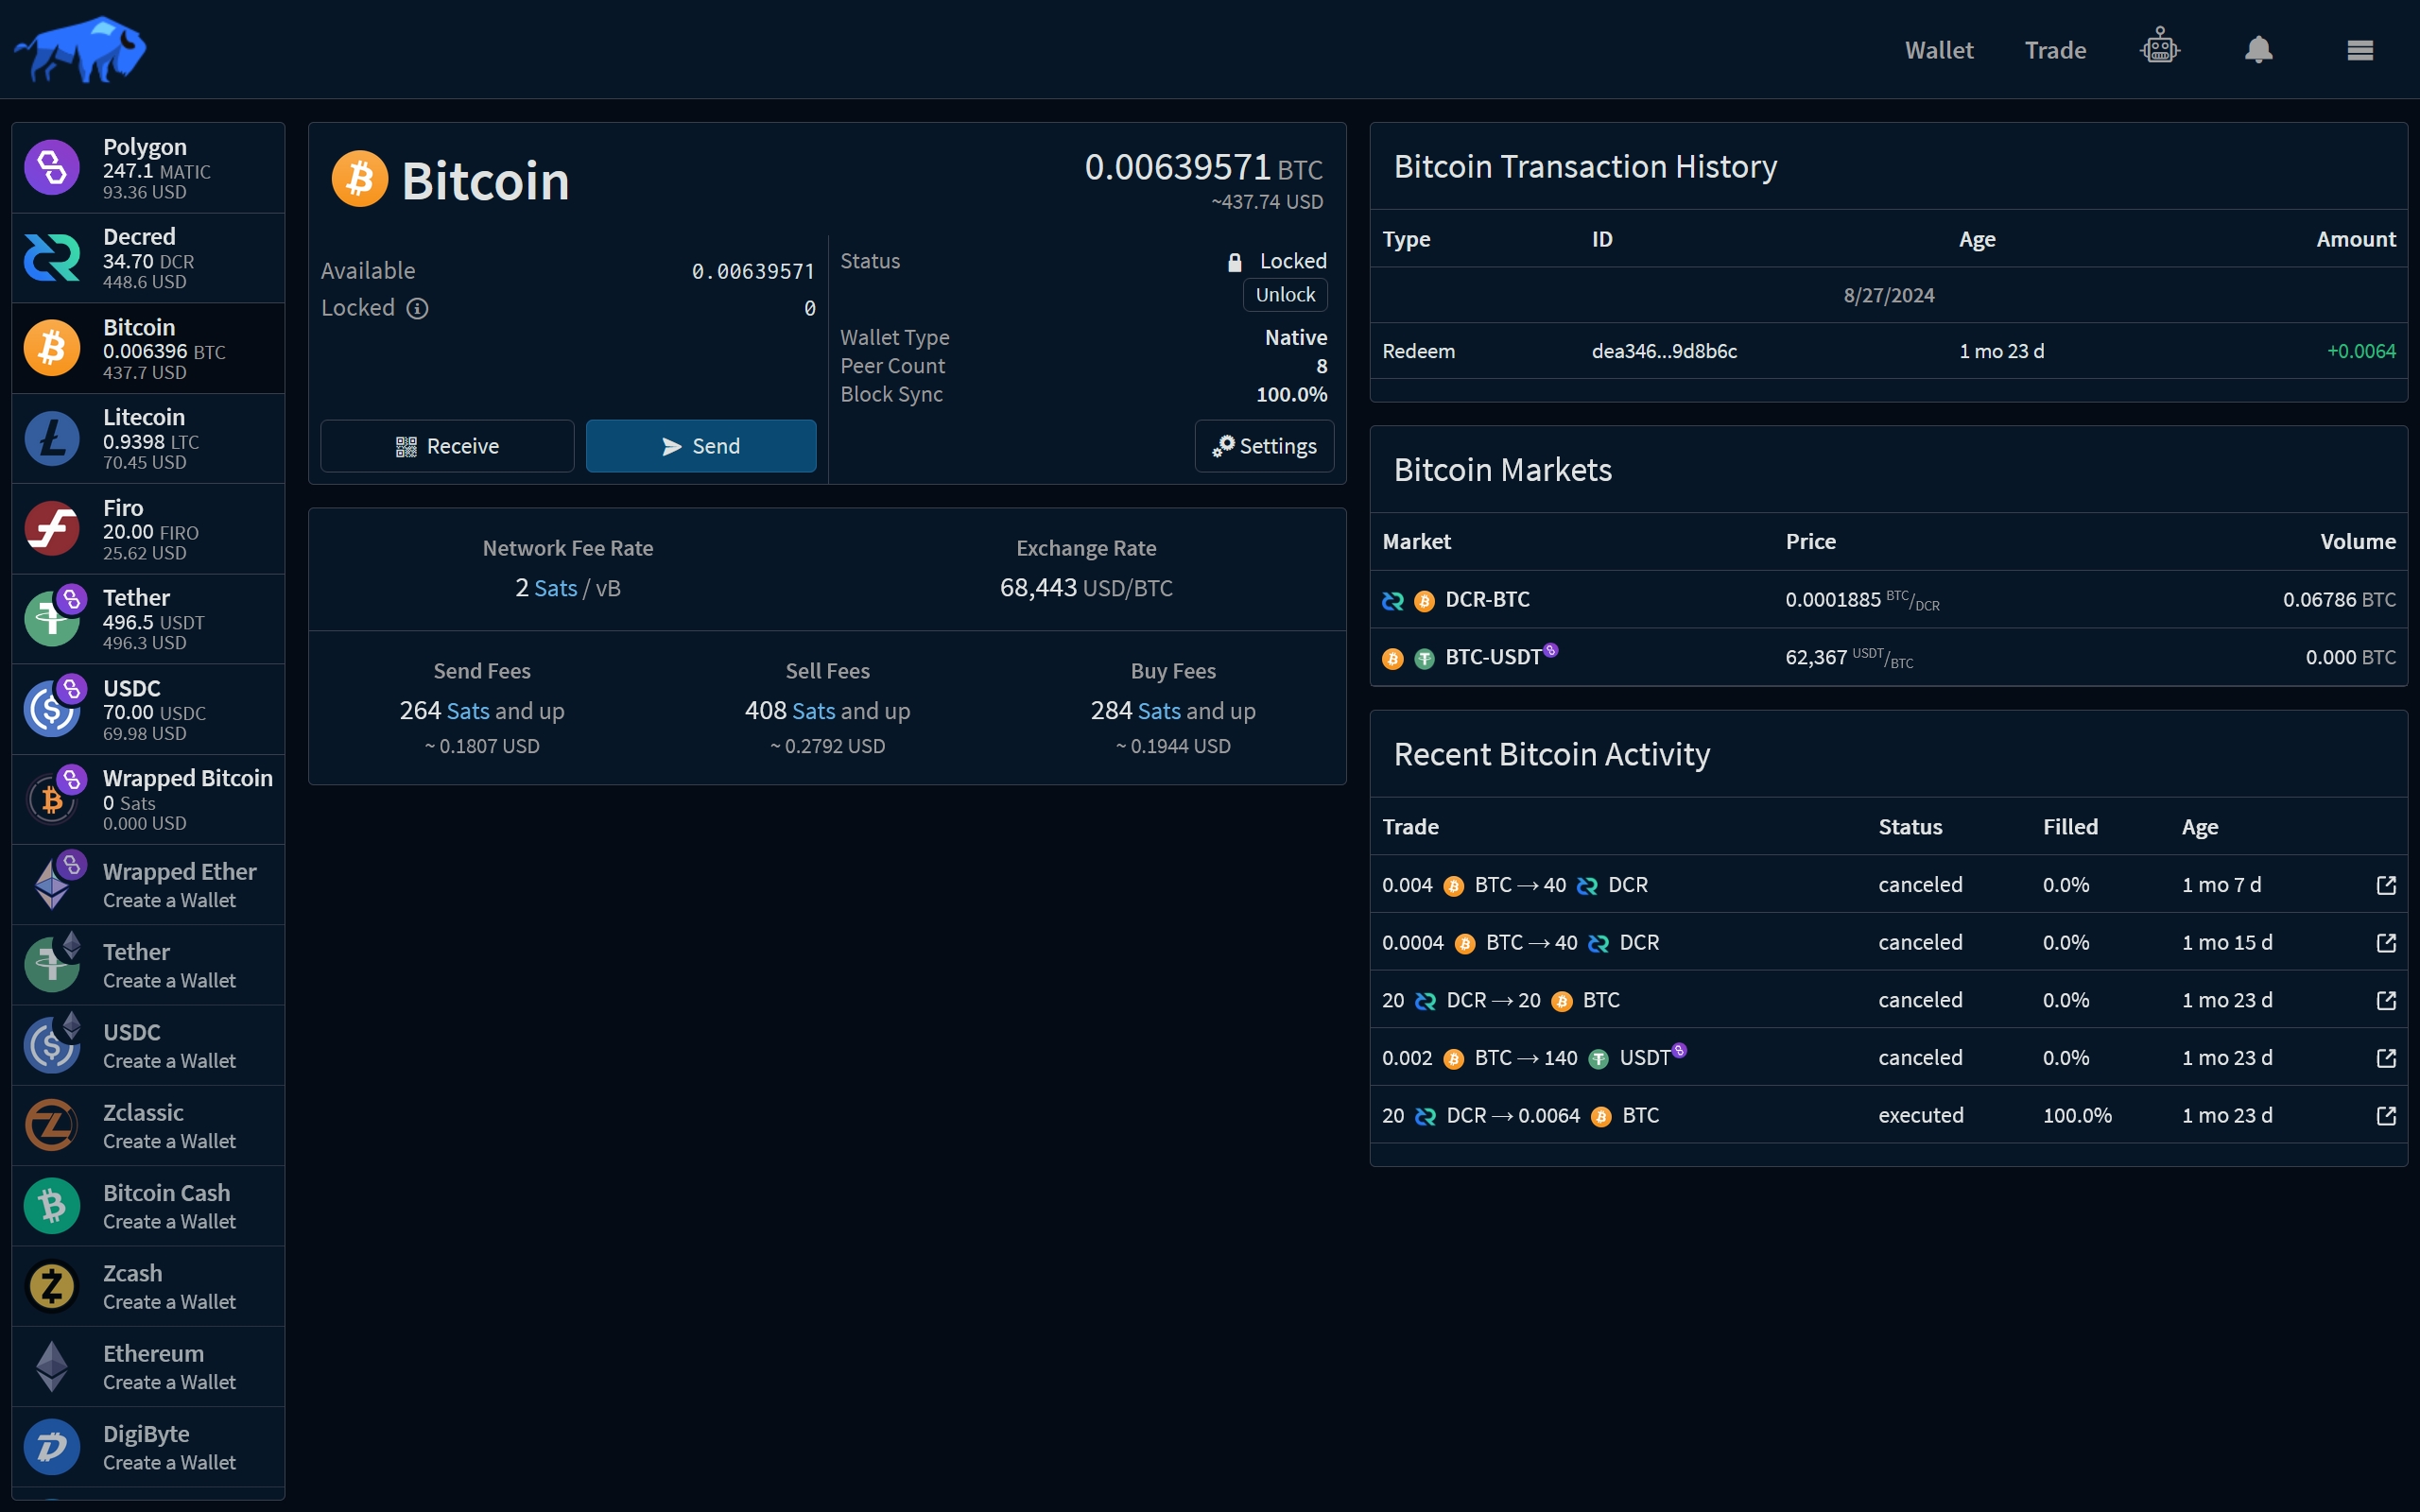 Wallet
Trade
Polygon
247.1 MATIC
93.36 USD
Decred
34.70 DCR
448.6 USD
Bitcoin
0.006396 BTC
437.7 USD
Litecoin
0.9398 LTC
70.45 USD
Firo
20.00 FIRO
25.62 USD
Tether
496.5 USDT
496.3 USD
USDC
70.00 USDC
69.98 USD
Wrapped Bitcoin
0 Sats
0.000 USD
Wrapped Ether
Create a Wallet
Tether
Create a Wallet
USDC
Create a Wallet
Zclassic
Create a Wallet
Bitcoin Cash
Create a Wallet
Zcash
Create a Wallet
Ethereum
Create a Wallet
DigiByte
Create a Wallet
Bitcoin
0.00639571 BTC
~437.74 USD
Available 0.00639571
Locked 0
Receive
Send
Status Locked
Unlock
Wallet Type Native
Peer Count 8
Block Sync 100.0%
Settings
Network Fee Rate
2 Sats / vB
Exchange Rate
68,443 USD/BTC
Send Fees
264 Sats and up
~ 0.1807 USD
Sell Fees
408 Sats and up
~ 0.2792 USD
Buy Fees
284 Sats and up
~ 0.1944 USD
Bitcoin Transaction History
Type ID Age Amount
8/27/2024
Redeem dea346...9d8b6c 1 mo 23 d +0.0064
Bitcoin Markets
Market Price Volume
DCR-BTC 0.0001885 BTC/DCR 0.06786 BTC
BTC-USDT 62,367 USDT/BTC 0.000 BTC
Recent Bitcoin Activity
Trade Status Filled Age
0.004 BTC → 40 DCR canceled 0.0% 1 mo 7 d
0.0004 BTC → 40 DCR canceled 0.0% 1 mo 15 d
20 DCR → 20 BTC canceled 0.0% 1 mo 23 d
0.002 BTC → 140 USDT canceled 0.0% 1 mo 23 d
20 DCR → 0.0064 BTC executed 100.0% 1 mo 23 d